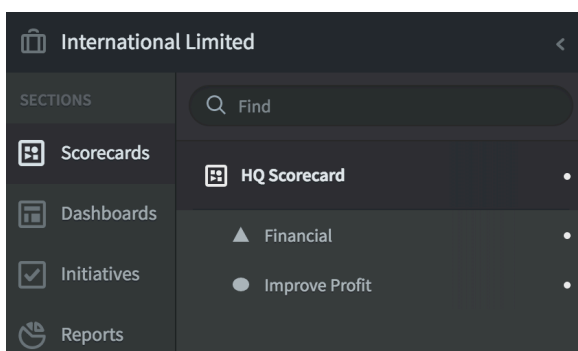 International Limited
SECTIONS
Scorecards
Dashboards
Initiatives
Reports
Find
HQ Scorecard
Financial
Improve Profit